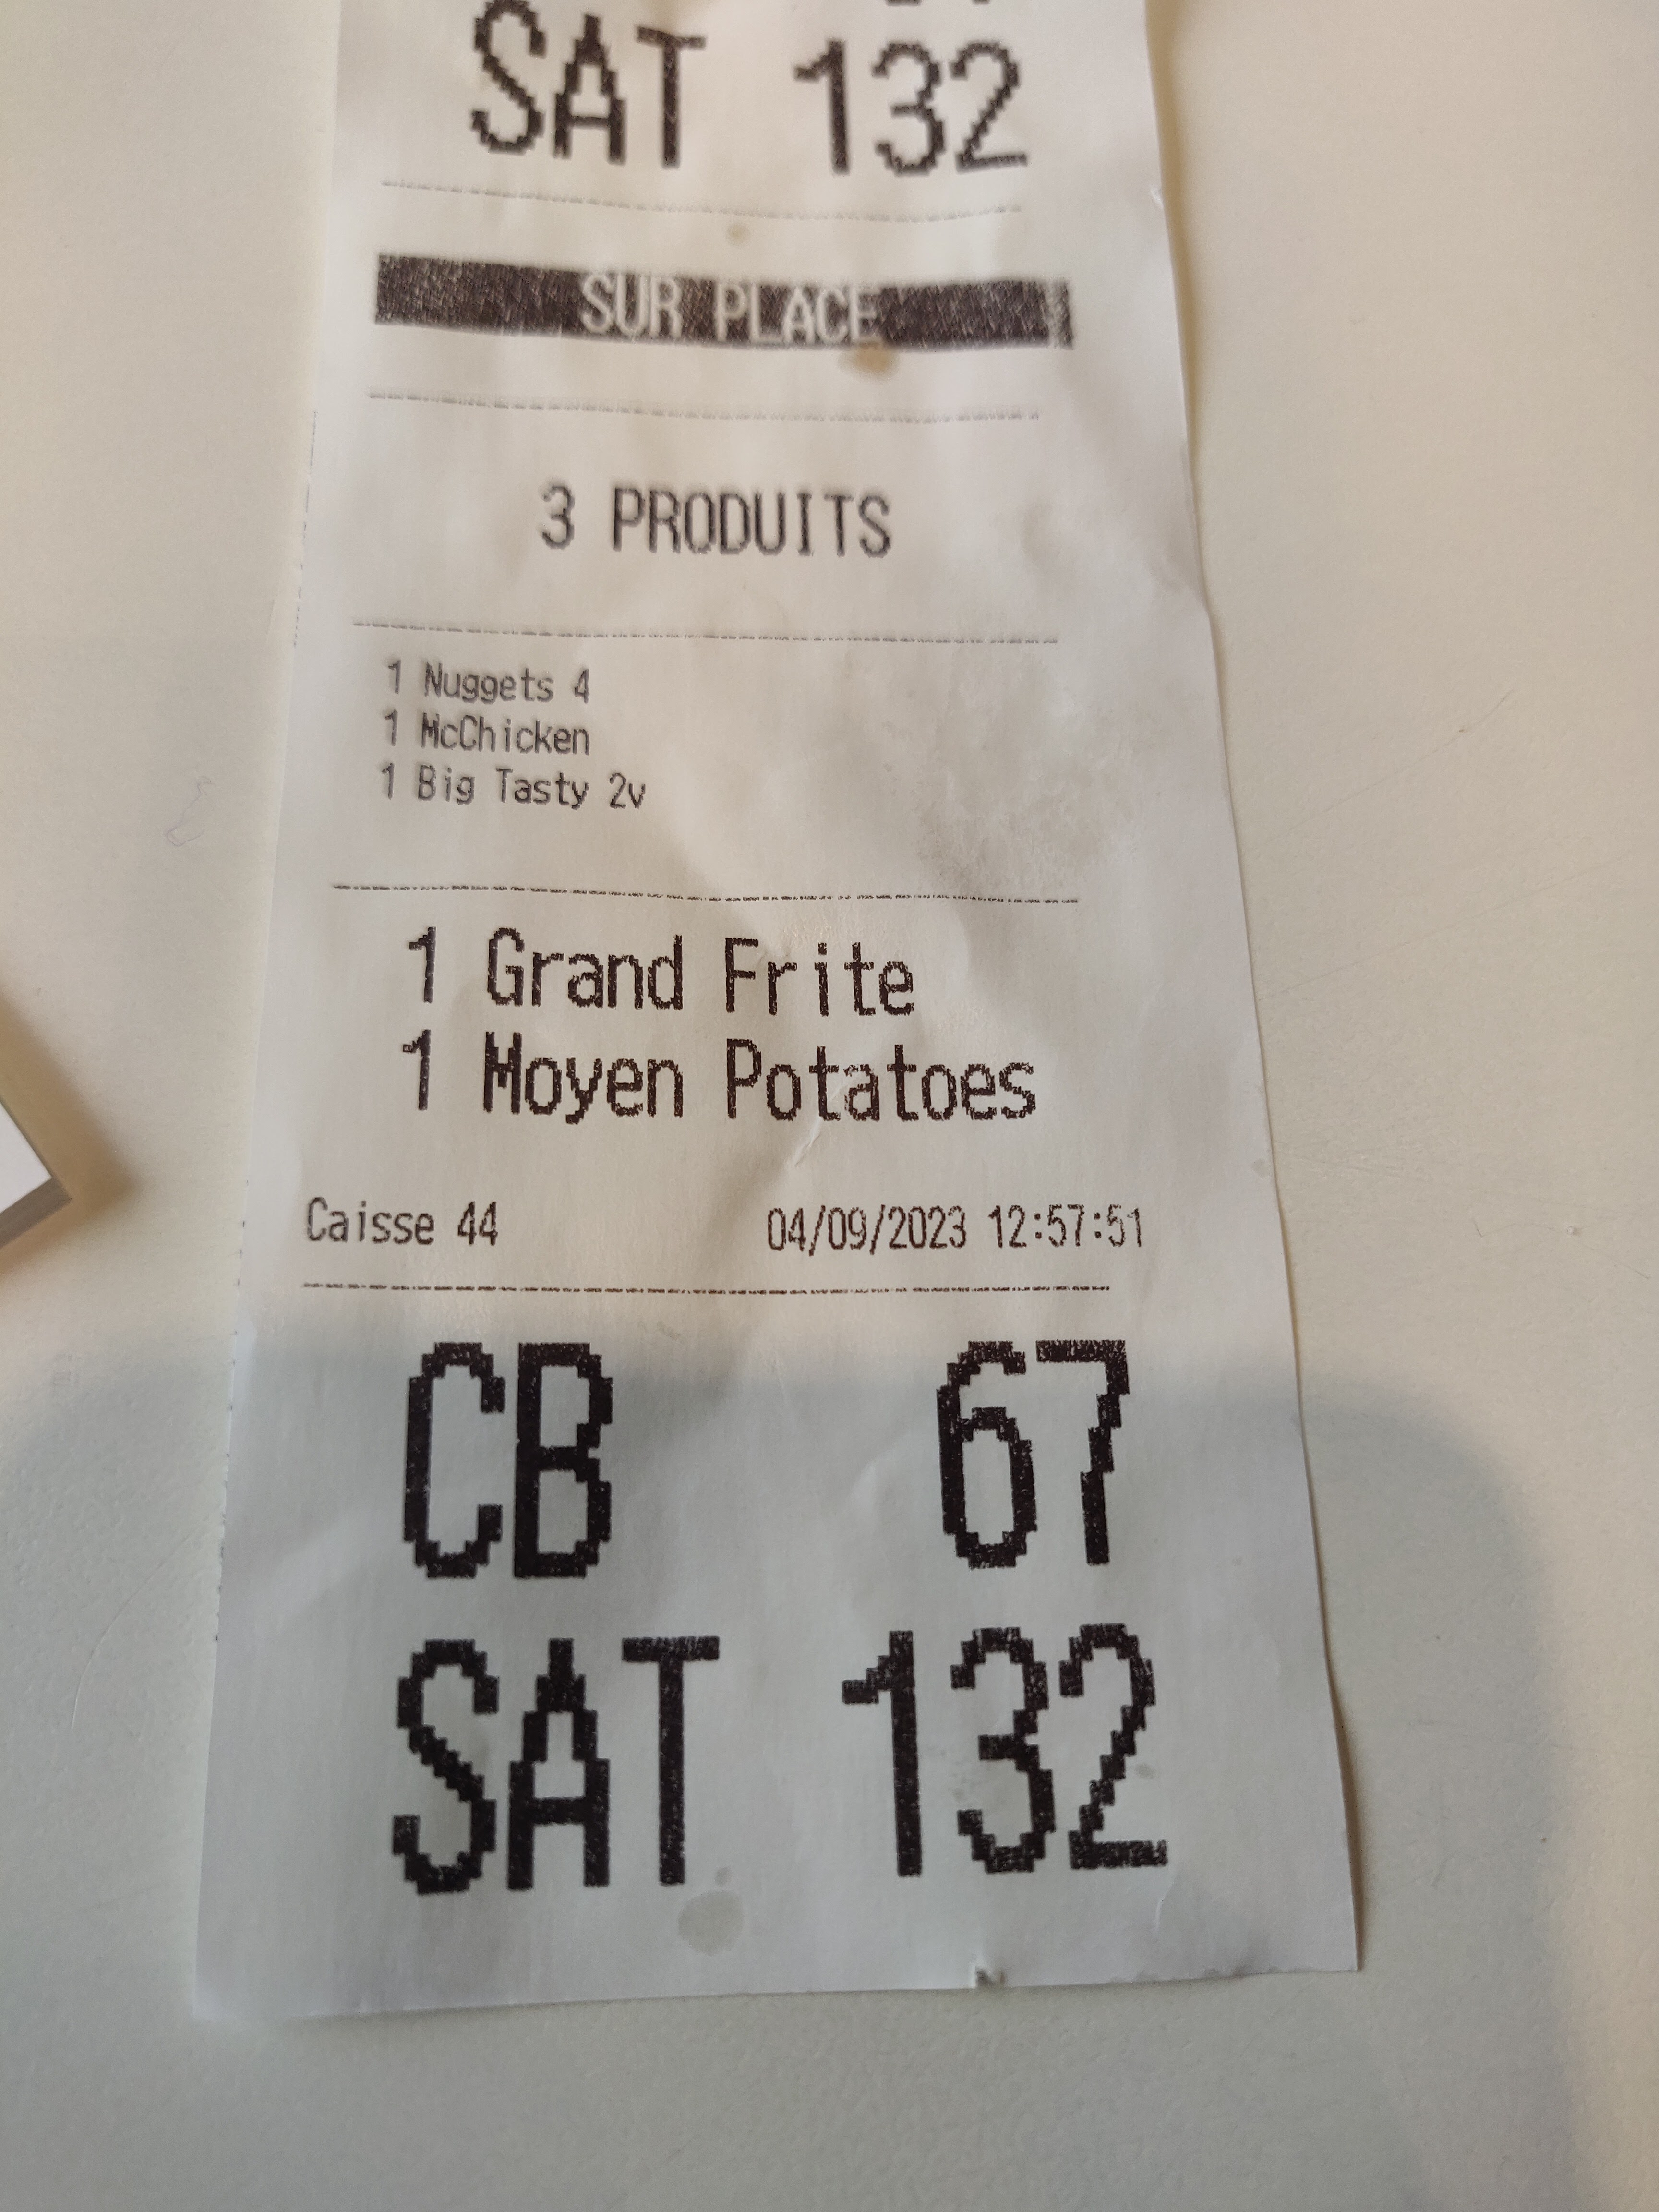 SAT 132
SUR PLACE
3 PRODUITS
1 Nuggets 4
1 McChicken
1 Big Tasty 2v
1 Grand Frite
1 Moyen Potatoes
Caisse 44 04/09/2023 12:57:51
CB 67
SAT 132